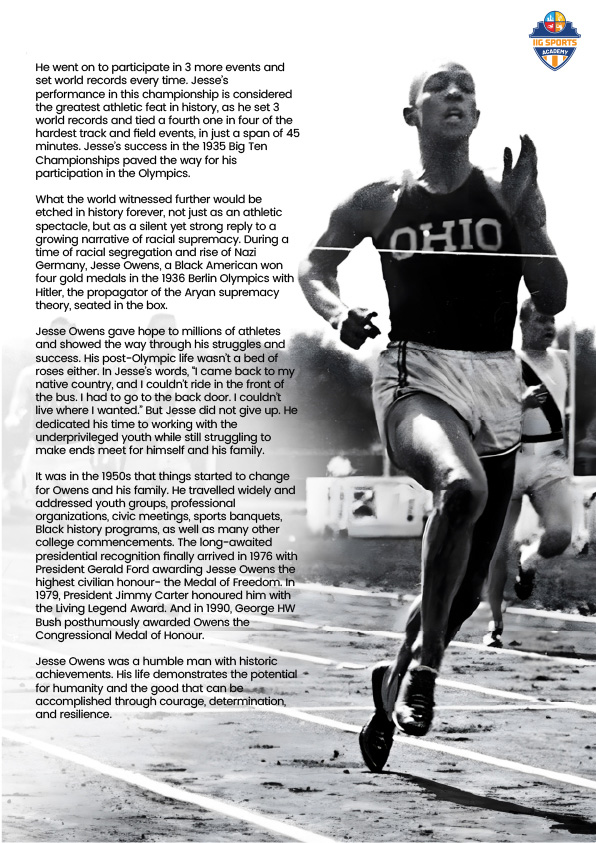 IIG SPORTS
ACADEMY
He went on to participate in 3 more events and
set world records every time. Jesse's
performance in this championship is considered
the greatest athletic feat in history, as he set 3
world records and tied a fourth one in four of the
hardest track and field events, in just a span of 45
minutes. Jesse's success in the 1935 Big Ten
Championships paved the way for his
participation in the Olympics.
What the world witnessed further would be
etched in history forever, not just as an athletic
spectacle, but as a silent yet strong reply to a
growing narrative of racial supremacy. During a
time of racial segregation and rise of Nazi
Germany, Jesse Owens, a Black American won
four gold medals in the 1936 Berlin Olympics with
Hitler, the propagator of the Aryan supremacy
theory, seated in the box.
Jesse Owens gave hope to millions of athletes
and showed the way through his struggles and
success. His post-Olympic life wasn't a bed of
roses either. In Jesse's words, "I came back to my
native country, and I couldn't ride in the front of
the bus. I had to go to the back door. I couldn't
live where I wanted." But Jesse did not give up. He
dedicated his time to working with the
underprivileged youth while still struggling to
make ends meet for himself and his family.
It was in the 1950s that things started to change
for Owens and his family. He travelled widely and
addressed youth groups, professional
organizations, civic meetings, sports banquets,
Black history programs, as well as many other
college commencements. The long-awaited
presidential recognition finally arrived in 1976 with
President Gerald Ford awarding Jesse Owens the
highest civilian honour- the Medal of Freedom. In
1979, President Jimmy Carter honoured him with
the Living Legend Award. And in 1990, George HW
Bush posthumously awarded Owens the
Congressional Medal of Honour.
Jesse Owens was a humble man with historic
achievements. His life demonstrates the potential
for humanity and the good that can be
accomplished through courage, determination,
and resilience.
OHIO